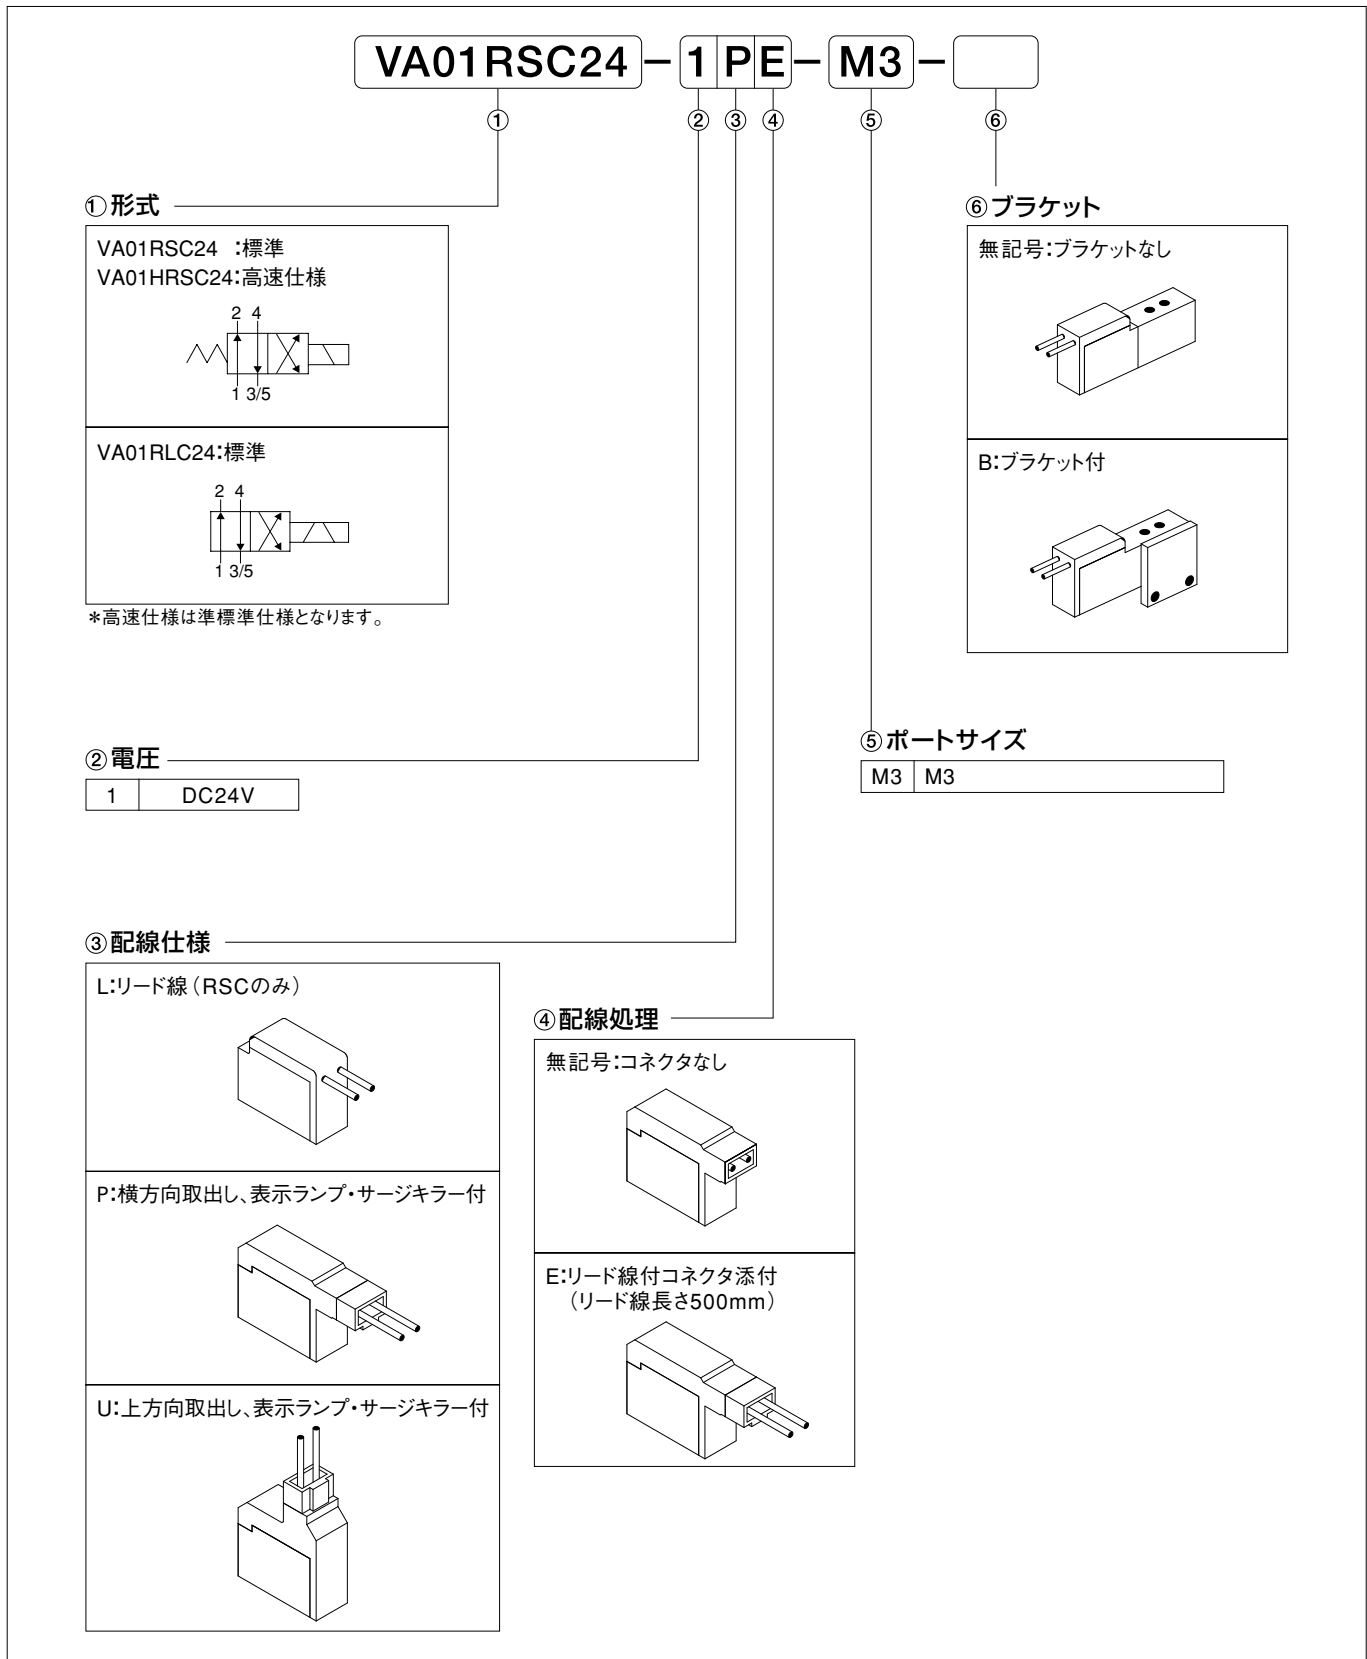 VA01RSC24-1PE-M3-
① ② ③ ④ ⑤ ⑥
①形式
VA01RSC24 :標準
VA01HRSC24:高速仕様
2 4
1 3/5
VA01RLC24:標準
2 4
1 3/5
*高速仕様は準標準仕様となります。
⑥ブラケット
無記号:ブラケットなし
B:ブラケット付
②電圧
1 DC24V
⑤ポートサイズ
M3 M3
③配線仕様
L:リード線(RSCのみ)
P:横方向取出し、表示ランプ・サージキラー付
U:上方向取出し、表示ランプ・サージキラー付
④配線処理
無記号:コネクタなし
E:リード線付コネクタ添付
(リード線長さ500mm)